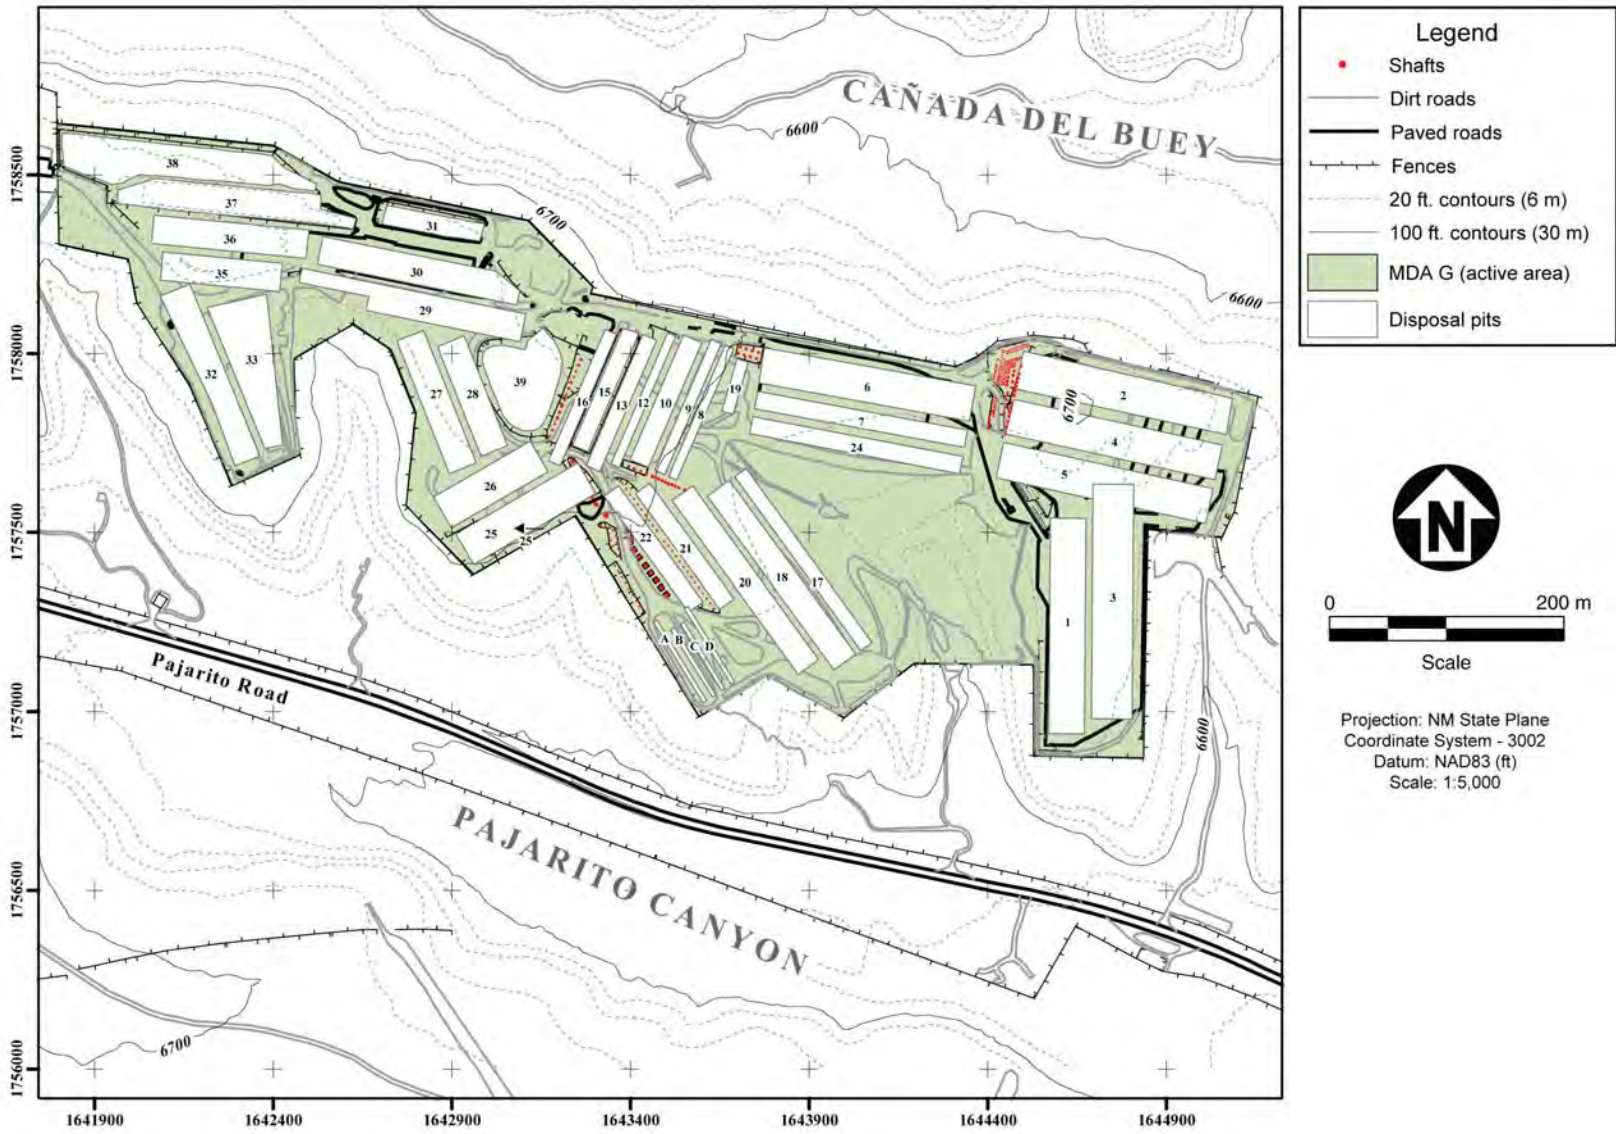 Legend
Shafts
Dirt roads
Paved roads
Fences
20 ft. contours (6 m)
100 ft. contours (30 m)
MDA G (active area)
Disposal pits
N
0 200 m
Scale
Projection: NM State Plane
Coordinate System - 3002
Datum: NAD83 (ft)
Scale: 1:5,000
CAÑADA DEL BUEY
6600
6700
6600
6700
6600
6700
Pajarito Road
PAJARITO CANYON
38
37
31
36
30
35
29
33
32
27
28
39
16
15
13
12
10
9
8
19
6
7
24
2
4
5
26
25
25
22
21
20
18
17
1
3
A
B
C
D
1758500
1758000
1757500
1757000
1756500
1756000
1641900 1642400 1642900 1643400 1643900 1644400 1644900